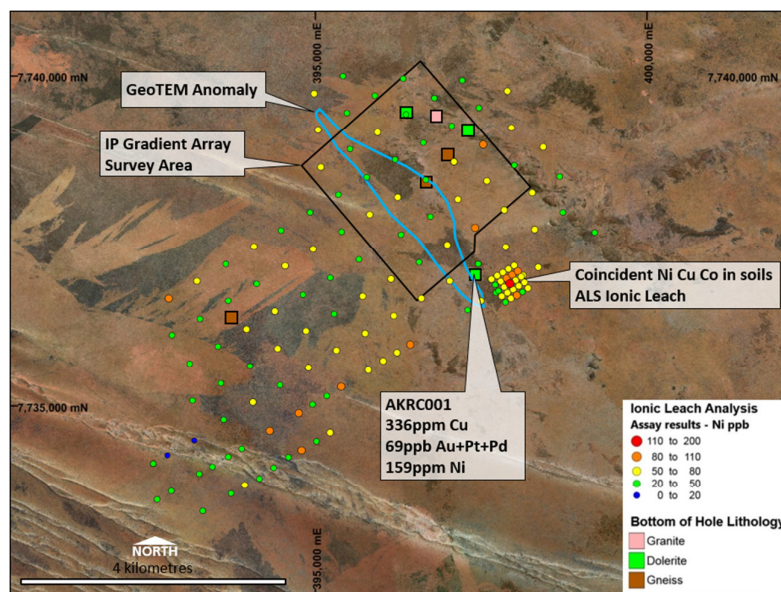 395,000 mE
400,000 mE
7,740,000 mN
7,740,000 mN
GeoTEM Anomaly
IP Gradient Array
Survey Area
Coincident Ni Cu Co in soils
ALS Ionic Leach
AKRC001
336ppm Cu
69ppb Au+Pt+Pd
159ppm Ni
7,735,000 mN
Ionic Leach Analysis
Assay results - Ni ppb
110 to 200
80 to 110
50 to 80
20 to 50
0 to 20
Bottom of Hole Lithology
Granite
Dolerite
Gneiss
NORTH
4 kilometres
395,000 mE